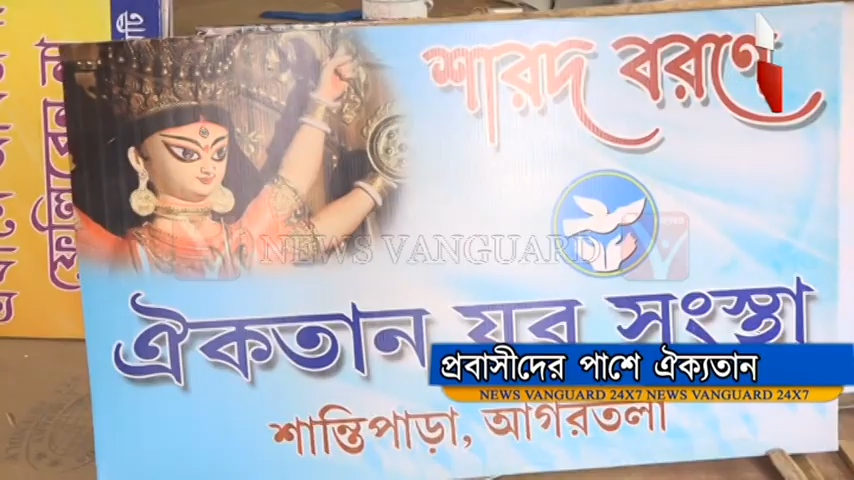 শারদ বরণে
NEWS VANGUARD
ঐকতান যুব সংস্থা
প্রবাসীদের পাশে ঐক্যতান
NEWS VANGUARD 24X7 NEWS VANGUARD 24X7
শান্তিপাড়া, আগরতলা